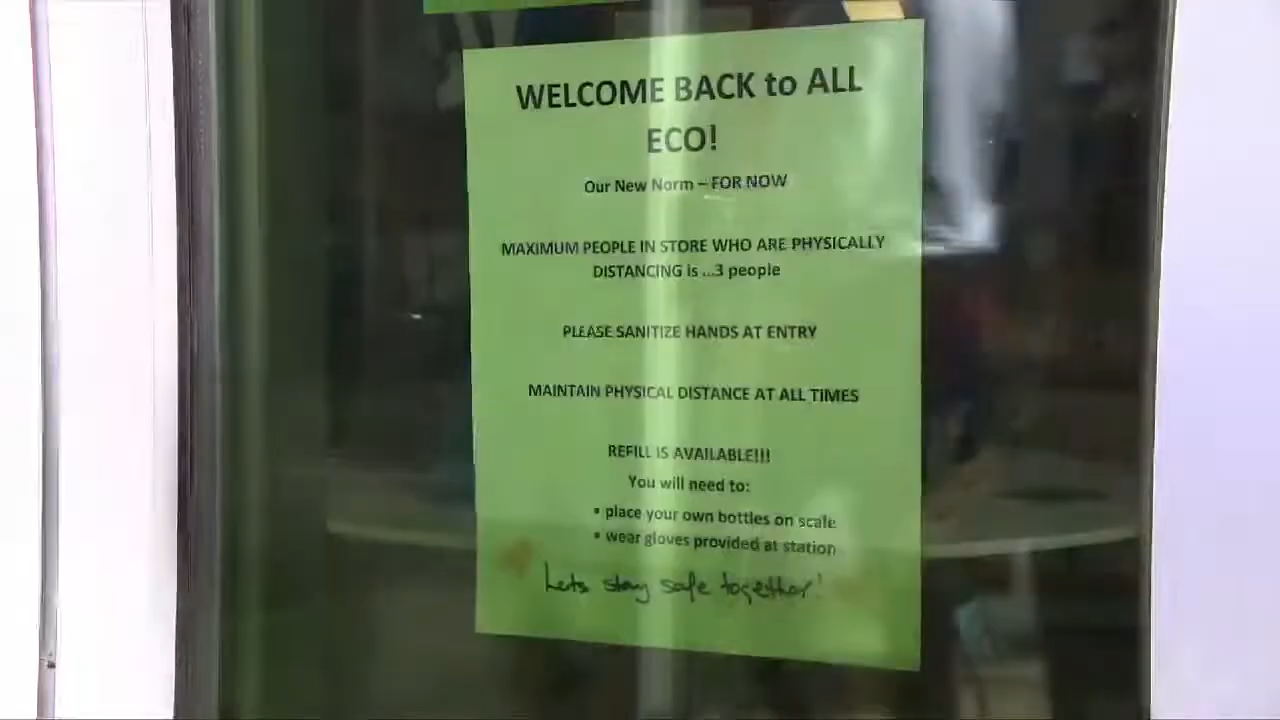 WELCOME BACK to ALL
ECO!
Our New Norm – FOR NOW
MAXIMUM PEOPLE IN STORE WHO ARE PHYSICALLY
DISTANCING is ...3 people
PLEASE SANITIZE HANDS AT ENTRY
MAINTAIN PHYSICAL DISTANCE AT ALL TIMES
REFILL IS AVAILABLE!!!
You will need to:
• place your own bottles on scale
• wear gloves provided at station
Lets stay safe together!